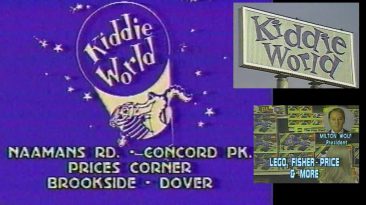 Kiddie
World
NAAMANS RD. - CONCORD PK.
PRICES CORNER
BROOKSIDE - DOVER
Kiddie
World
MILTON WOLF
President
LEGO, FISHER-PRICE
& MORE